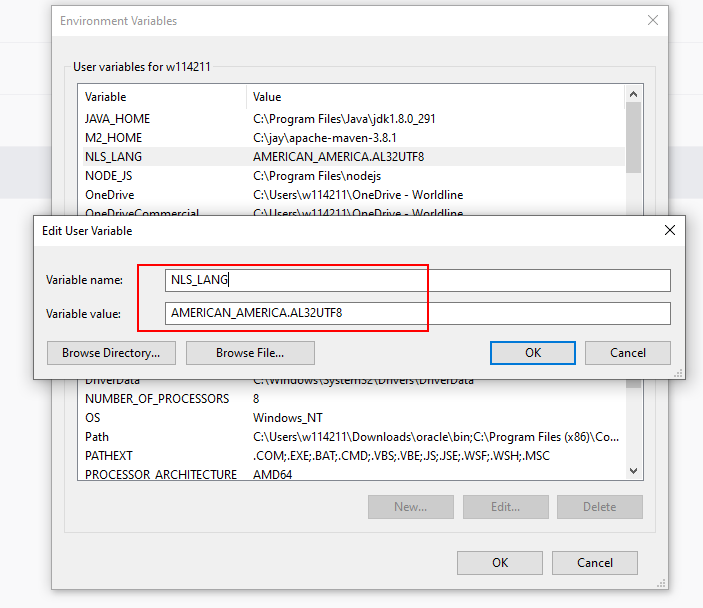 Environment Variables
User variables for w114211
Variable Value
JAVA_HOME C:\Program Files\Java\jdk1.8.0_291
M2_HOME C:\jay\apache-maven-3.8.1
NLS_LANG AMERICAN_AMERICA.AL32UTF8
NODE_JS C:\Program Files\nodejs
OneDrive C:\Users\w114211\OneDrive - Worldline
OneDriveCommercial C:\Users\w114211\OneDrive - Worldline
Edit User Variable
Variable name: NLS_LANG
Variable value: AMERICAN_AMERICA.AL32UTF8
Browse Directory... Browse File... OK Cancel
DriverData C:\Windows\System32\Drivers\DriverData
NUMBER_OF_PROCESSORS 8
OS Windows_NT
Path C:\Users\w114211\Downloads\oracle\bin;C:\Program Files (x86)\Co...
PATHEXT .COM;.EXE;.BAT;.CMD;.VBS;.VBE;.JS;.JSE;.WSF;.WSH;.MSC
PROCESSOR_ARCHITECTURE AMD64
New... Edit... Delete
OK Cancel